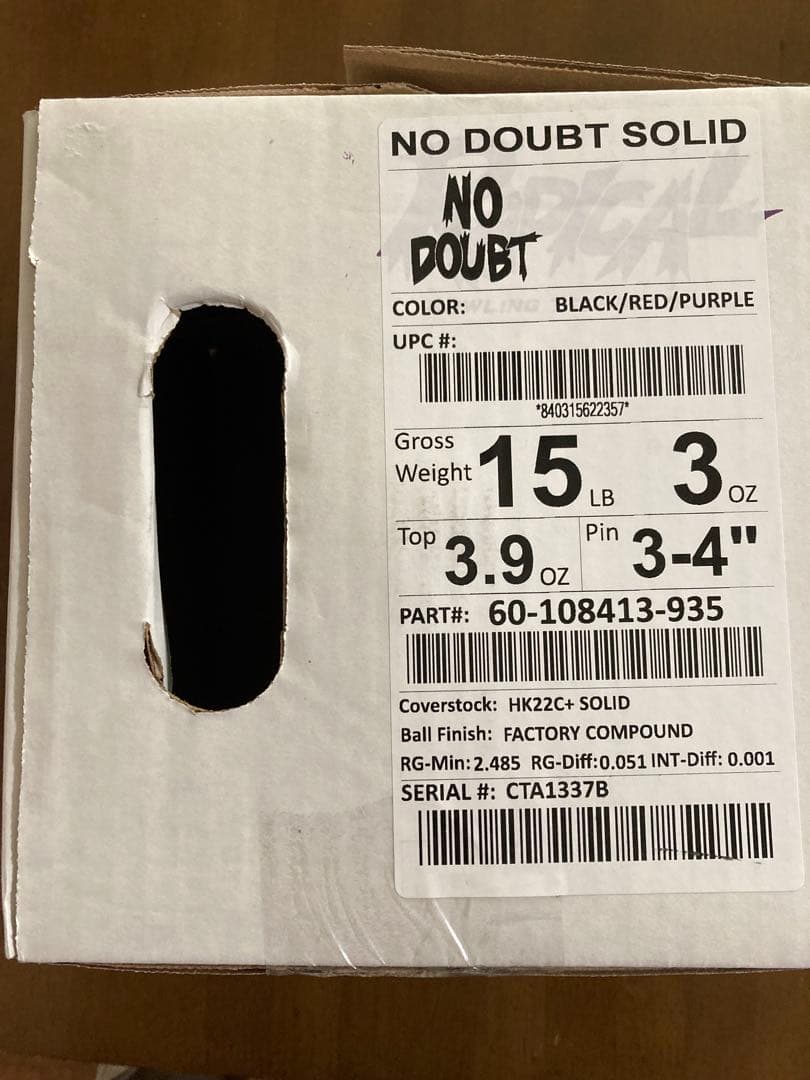 NO DOUBT SOLID
RADICAL
NO
DOUBT
COLOR: BLACK/RED/PURPLE
UPC #:
*840315622357*
Gross
Weight 15 LB 3 OZ
Top 3.9 OZ Pin 3-4"
PART#: 60-108413-935
Coverstock: HK22C+ SOLID
Ball Finish: FACTORY COMPOUND
RG-Min: 2.485 RG-Diff: 0.051 INT-Diff: 0.001
SERIAL #: CTA1337B